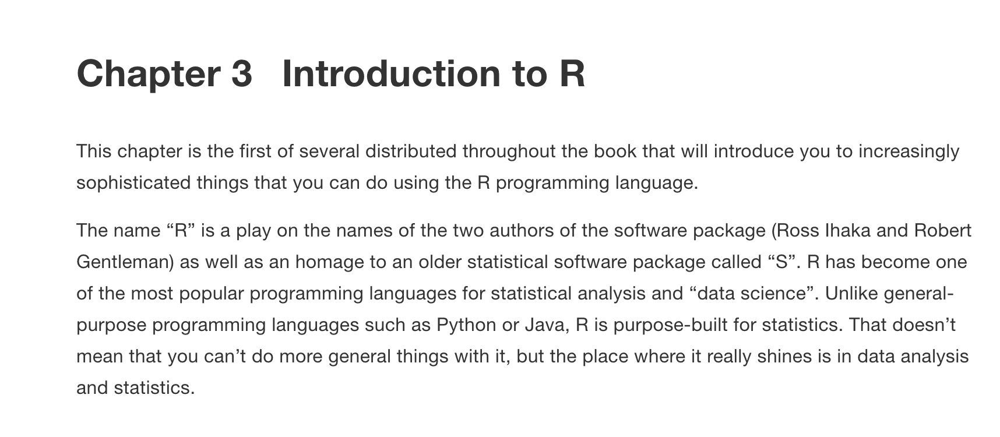 Chapter 3 Introduction to R
This chapter is the first of several distributed throughout the book that will introduce you to increasingly
sophisticated things that you can do using the R programming language.
The name “R” is a play on the names of the two authors of the software package (Ross Ihaka and Robert
Gentleman) as well as an homage to an older statistical software package called “S”. R has become one
of the most popular programming languages for statistical analysis and “data science”. Unlike general-
purpose programming languages such as Python or Java, R is purpose-built for statistics. That doesn’t
mean that you can’t do more general things with it, but the place where it really shines is in data analysis
and statistics.